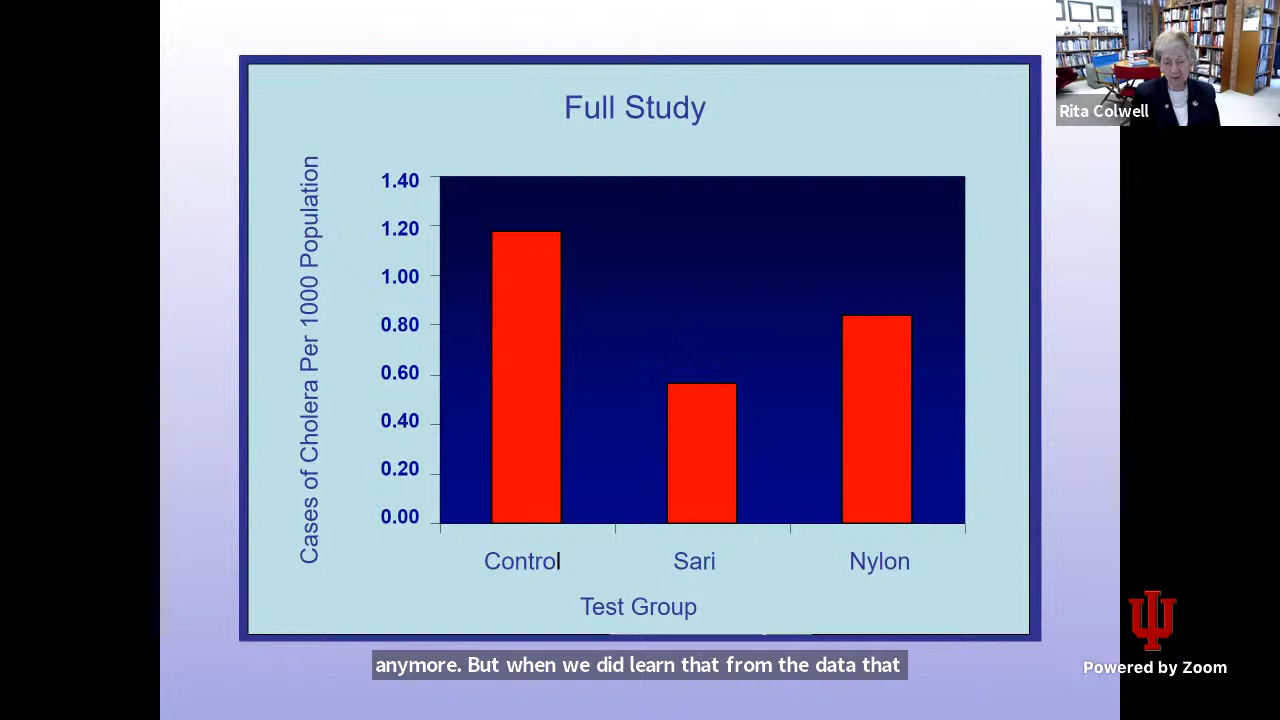 Full Study
Cases of Cholera Per 1000 Population
1.40
1.20
1.00
0.80
0.60
0.40
0.20
0.00
Control Sari Nylon
Test Group
Rita Colwell
anymore. But when we did learn that from the data that
Powered by Zoom